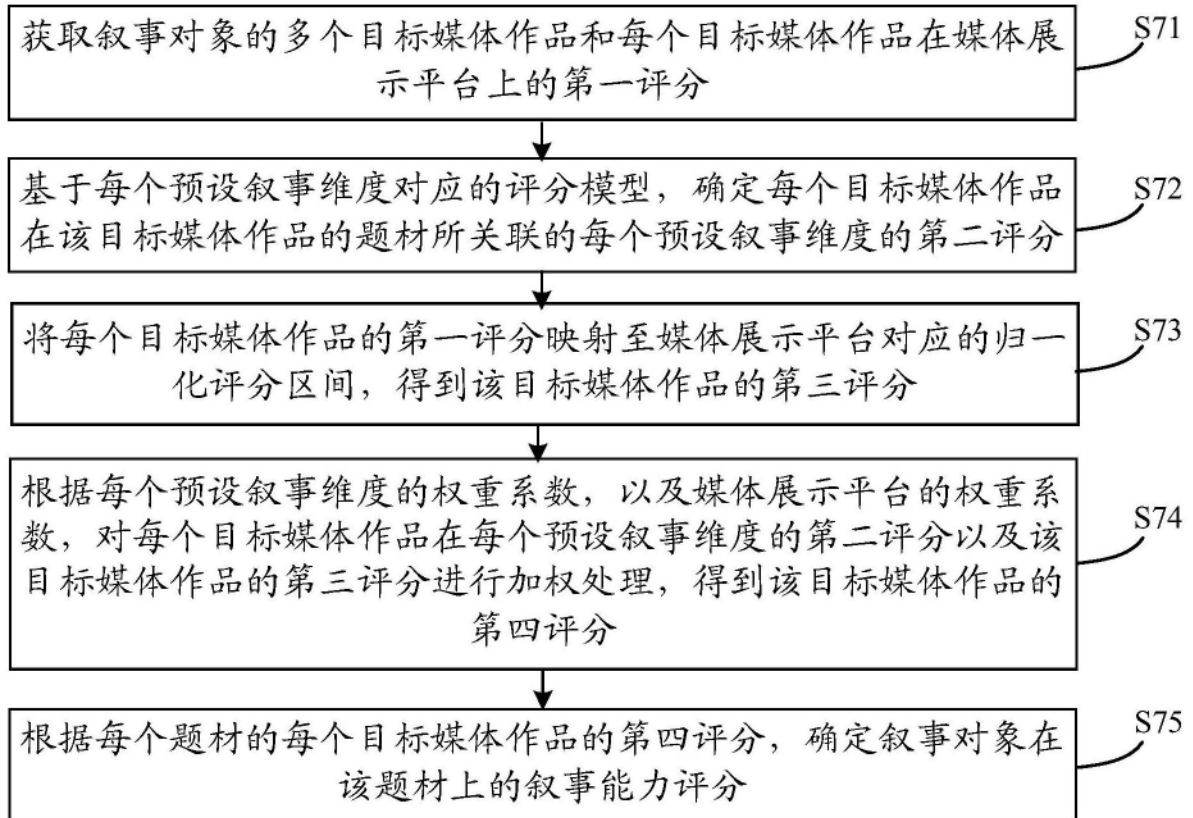 获取叙事对象的多个目标媒体作品和每个目标媒体作品在媒体展
示平台上的第一评分
S71
基于每个预设叙事维度对应的评分模型，确定每个目标媒体作品
在该目标媒体作品的题材所关联的每个预设叙事维度的第二评分
S72
将每个目标媒体作品的第一评分映射至媒体展示平台对应的归一
化评分区间，得到该目标媒体作品的第三评分
S73
根据每个预设叙事维度的权重系数，以及媒体展示平台的权重系
数，对每个目标媒体作品在每个预设叙事维度的第二评分以及该
目标媒体作品的第三评分进行加权处理，得到该目标媒体作品的
第四评分
S74
根据每个题材的每个目标媒体作品的第四评分，确定叙事对象在
该题材上的叙事能力评分
S75